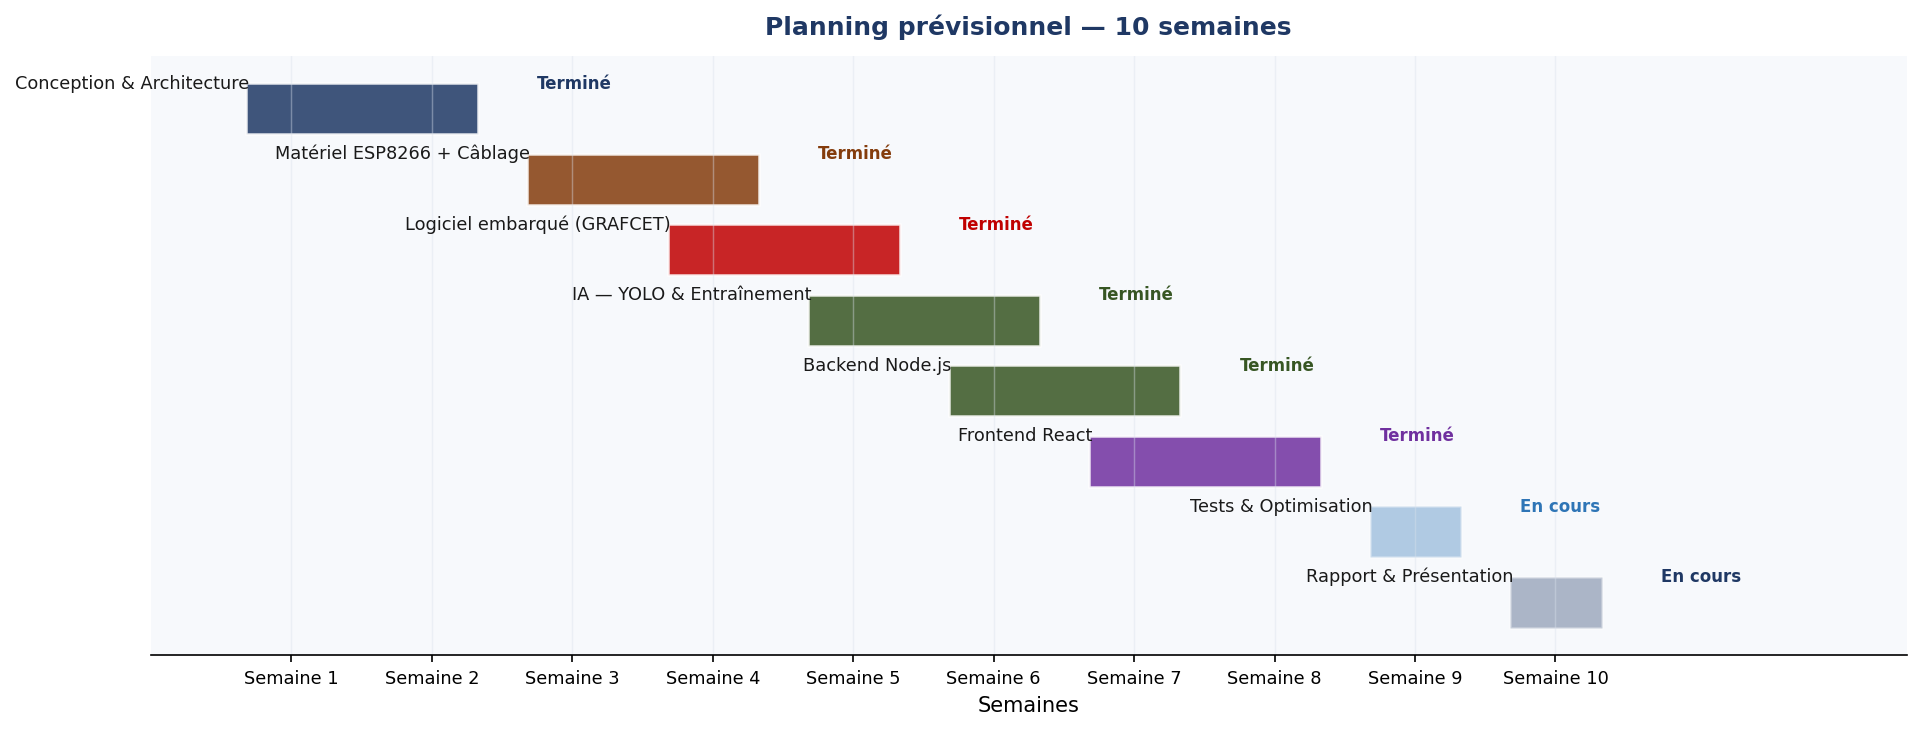 Planning prévisionnel — 10 semaines
Conception & Architecture Terminé
Matériel ESP8266 + Câblage Terminé
Logiciel embarqué (GRAFCET) Terminé
IA — YOLO & Entraînement Terminé
Backend Node.js Terminé
Frontend React Terminé
Tests & Optimisation En cours
Rapport & Présentation En cours
Semaine 1 Semaine 2 Semaine 3 Semaine 4 Semaine 5 Semaine 6 Semaine 7 Semaine 8 Semaine 9 Semaine 10
Semaines